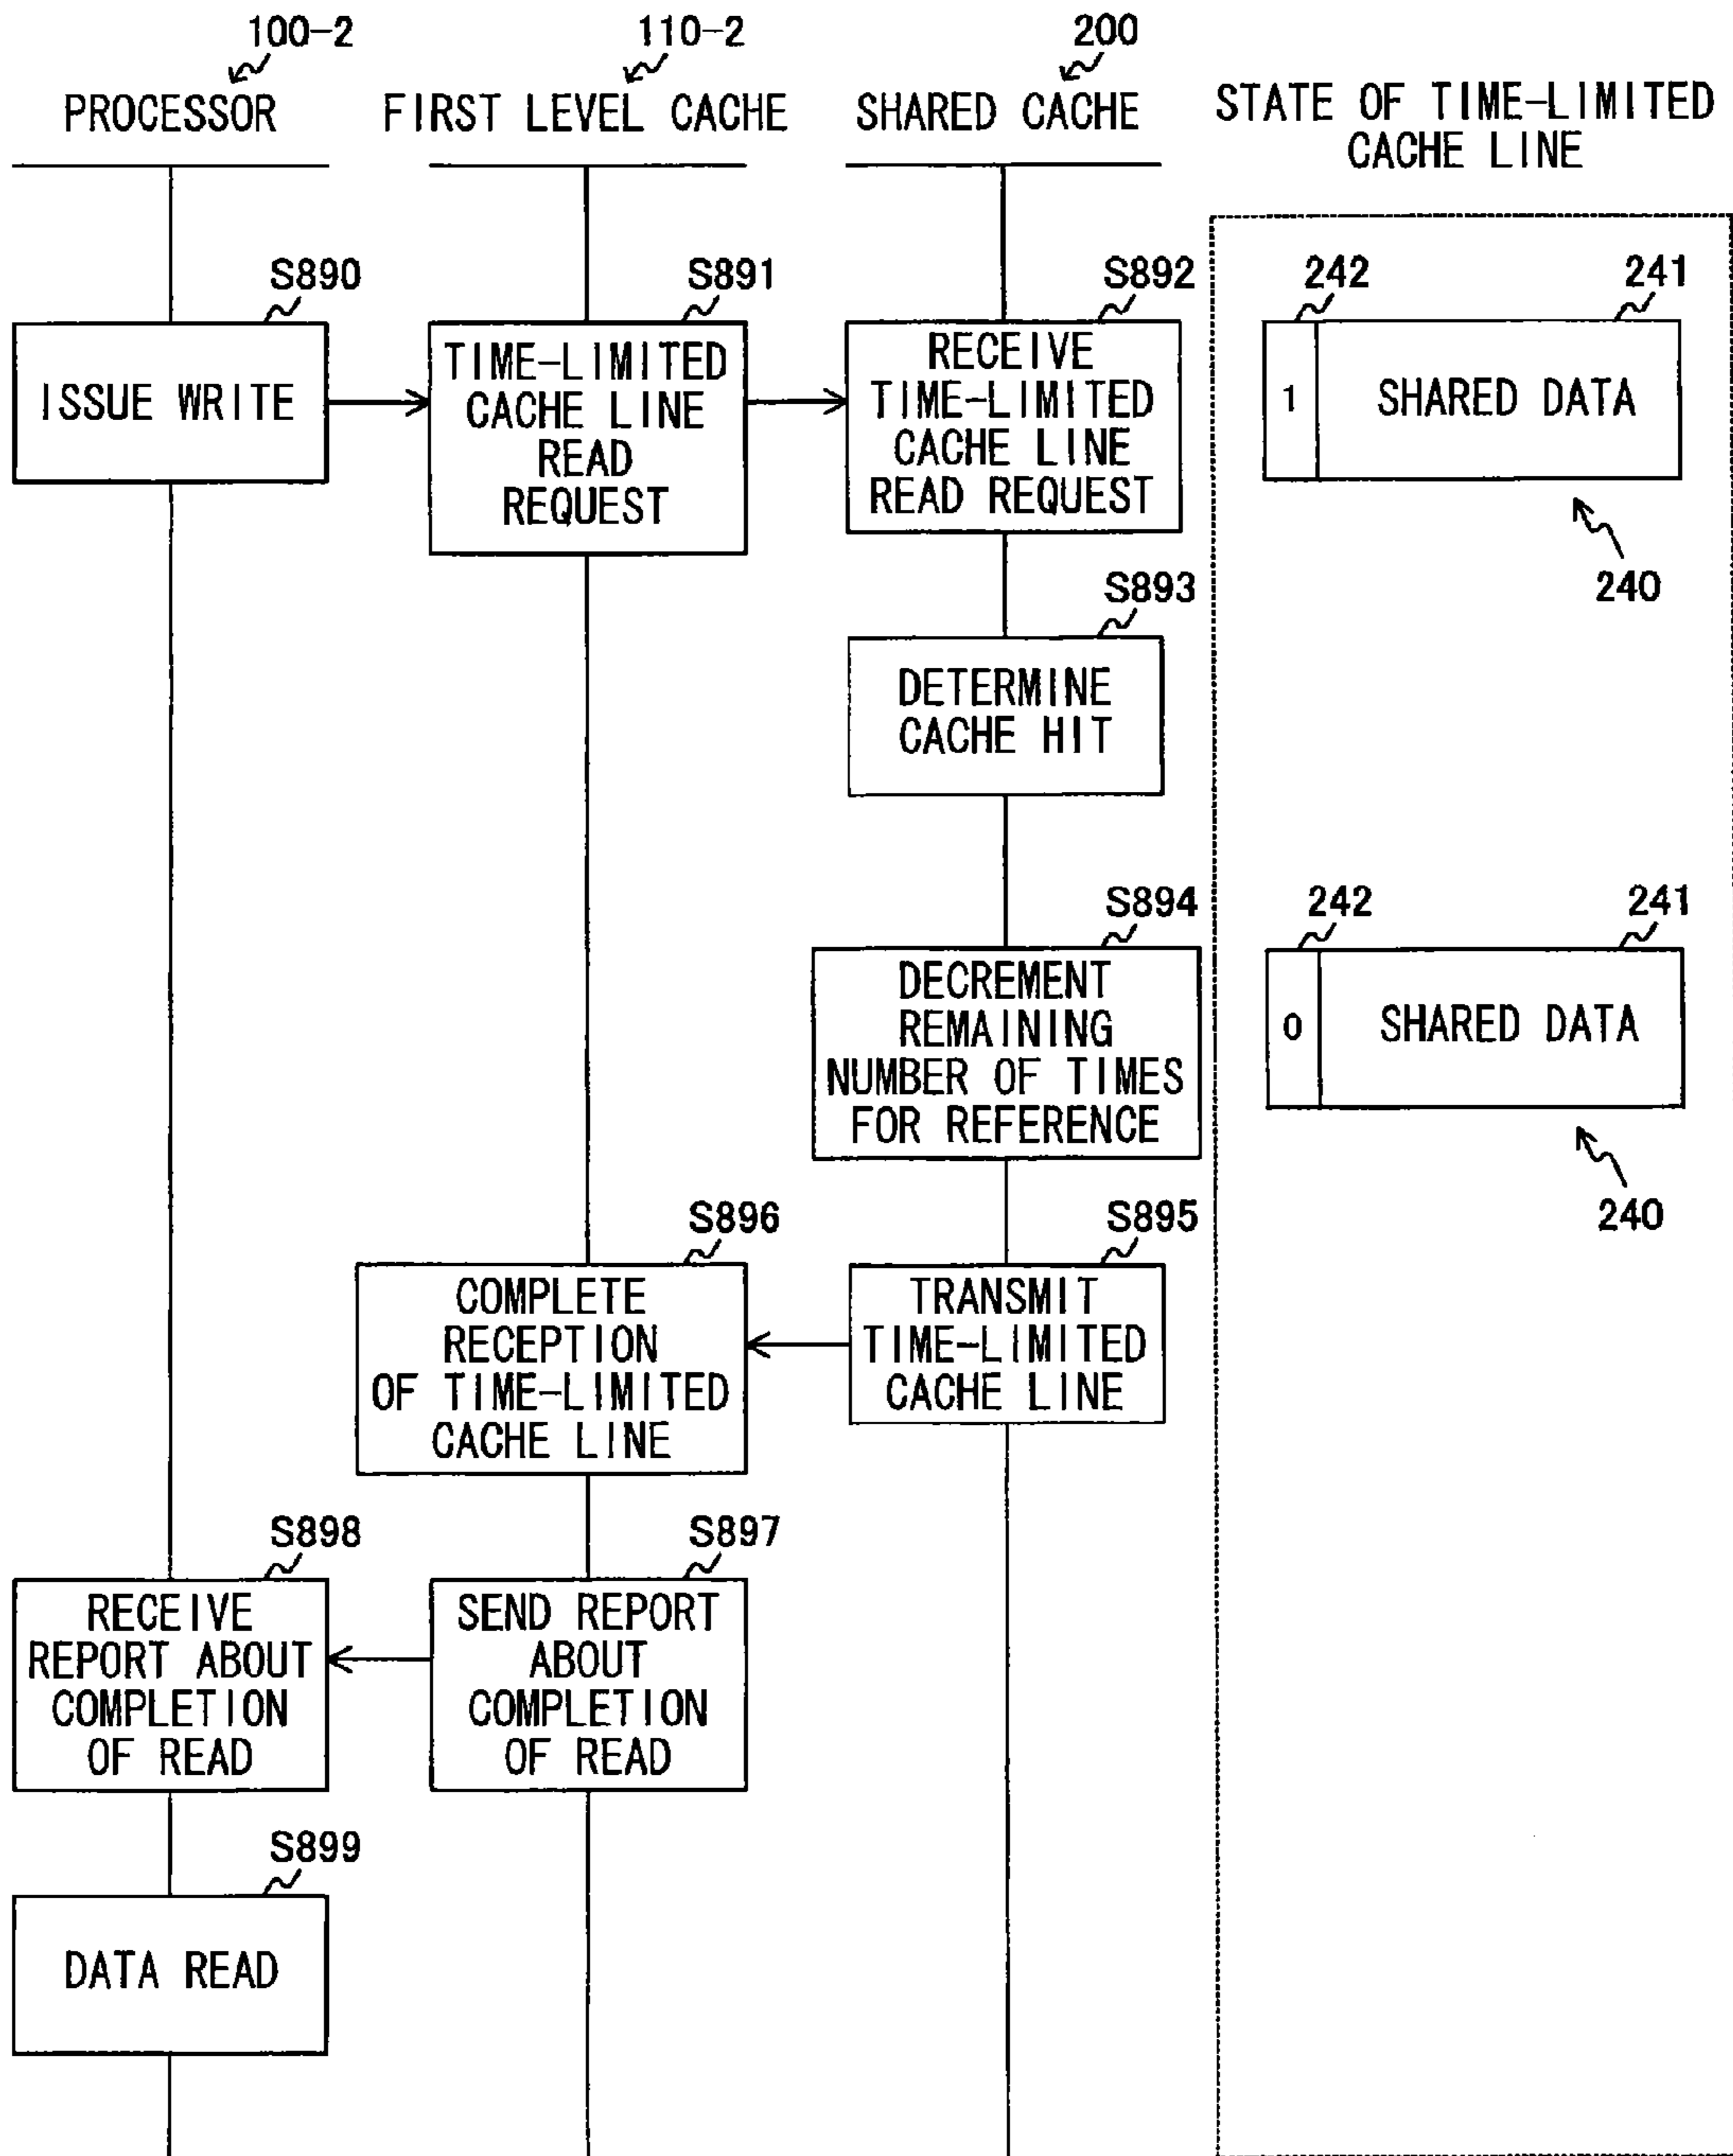 100-2
110-2
200
PROCESSOR
FIRST LEVEL CACHE
SHARED CACHE
STATE OF TIME-LIMITED
CACHE LINE
S890
S891
S892
242
241
ISSUE WRITE
TIME-LIMITED
CACHE LINE
READ
REQUEST
RECEIVE
TIME-LIMITED
CACHE LINE
READ REQUEST
1
SHARED DATA
240
S893
DETERMINE
CACHE HIT
S894
242
241
DECREMENT
REMAINING
NUMBER OF TIMES
FOR REFERENCE
0
SHARED DATA
240
S896
S895
COMPLETE
RECEPTION
OF TIME-LIMITED
CACHE LINE
TRANSMIT
TIME-LIMITED
CACHE LINE
S898
S897
RECEIVE
REPORT ABOUT
COMPLETION
OF READ
SEND REPORT
ABOUT
COMPLETION
OF READ
S899
DATA READ